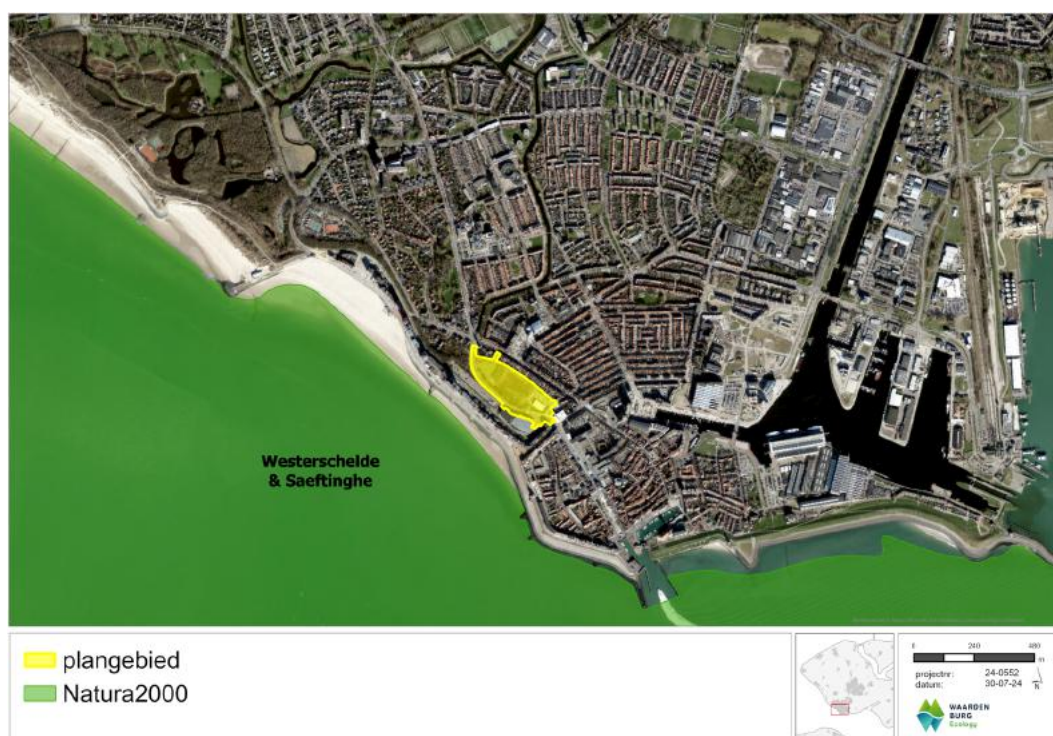 Westerschelde
& Saeftinghe
plangebied
Natura2000
0 240 480
m
projectnr: 24-0552
datum: 30-07-24
N
WAARDEN
BURG
Ecology